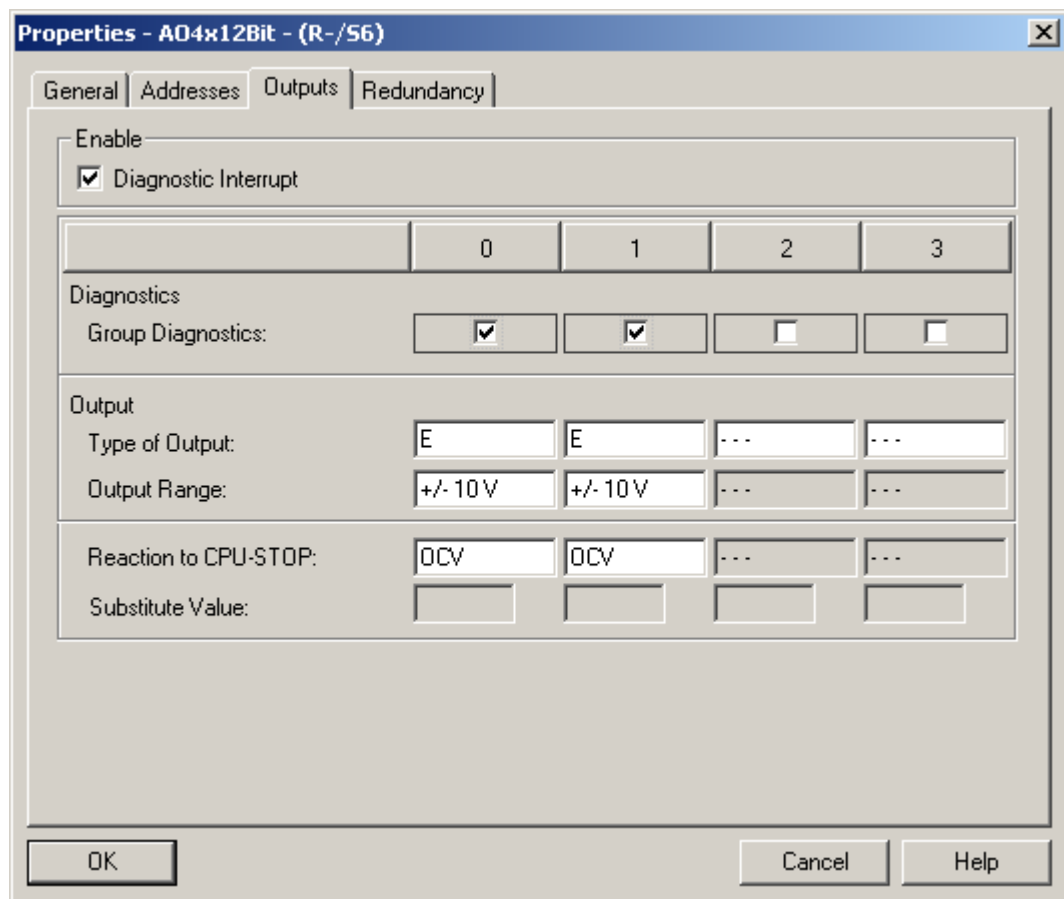 Properties - AO4x12Bit - (R-/S6)
General Addresses Outputs Redundancy
Enable
Diagnostic Interrupt
0 1 2 3
Diagnostics
Group Diagnostics:
Output
Type of Output: E E --- ---
Output Range: +/- 10 V +/- 10 V --- ---
Reaction to CPU-STOP: OCV OCV --- ---
Substitute Value:
OK Cancel Help